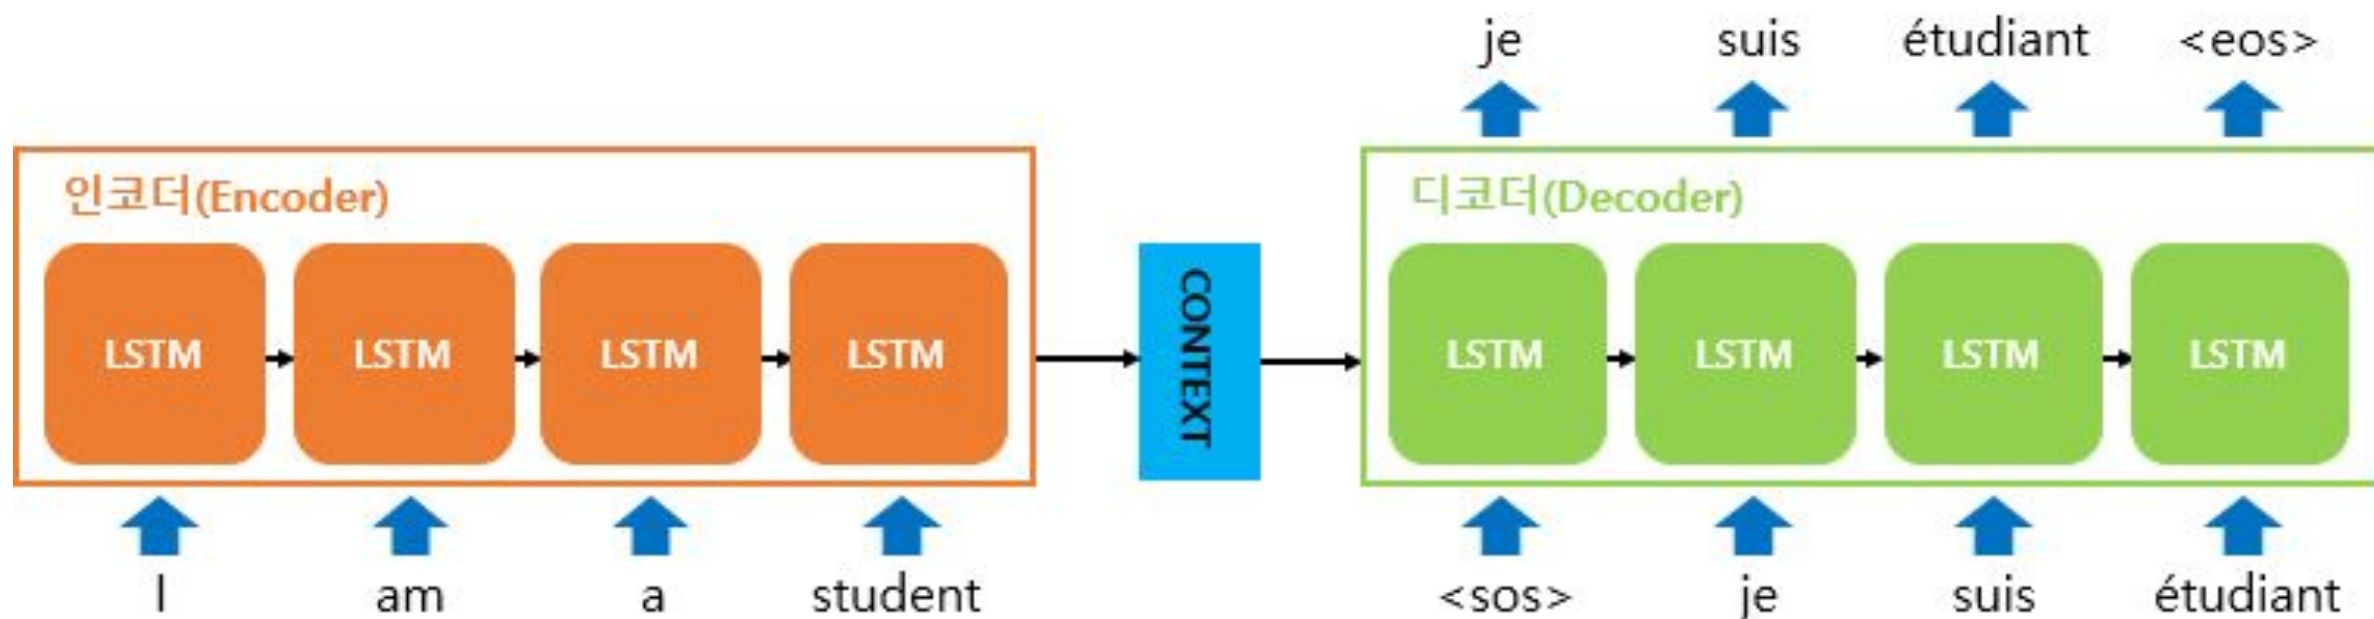 je suis étudiant <eos>
인코더(Encoder)
LSTM LSTM LSTM LSTM
I am a student
CONTEXT
디코더(Decoder)
LSTM LSTM LSTM LSTM
<sos> je suis étudiant